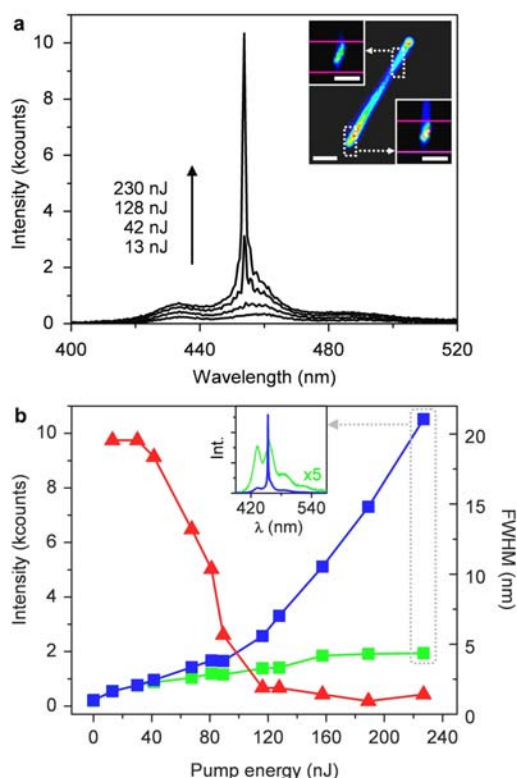 a
10
8
6
4
2
0
Intensity (kcounts)
230 nJ
128 nJ
42 nJ
13 nJ
400 440 480 520
Wavelength (nm)
b
10
8
6
4
2
0
Intensity (kcounts)
20
15
10
5
0
FWHM (nm)
Int.
x5
420 540
λ (nm)
0 40 80 120 160 200 240
Pump energy (nJ)